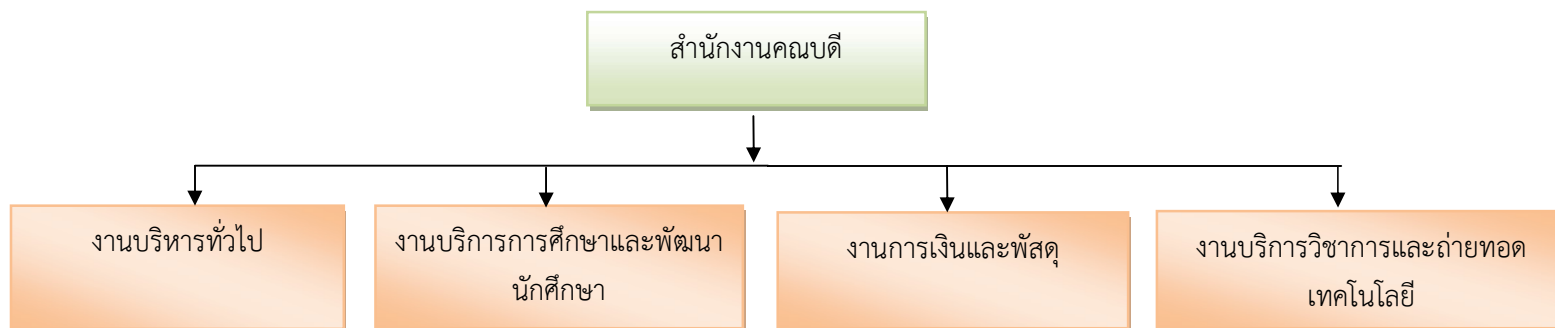 สำนักงานคณบดี
งานบริหารทั่วไป
งานบริการการศึกษาและพัฒนา
นักศึกษา
งานการเงินและพัสดุ
งานบริการวิชาการและถ่ายทอด
เทคโนโลยี